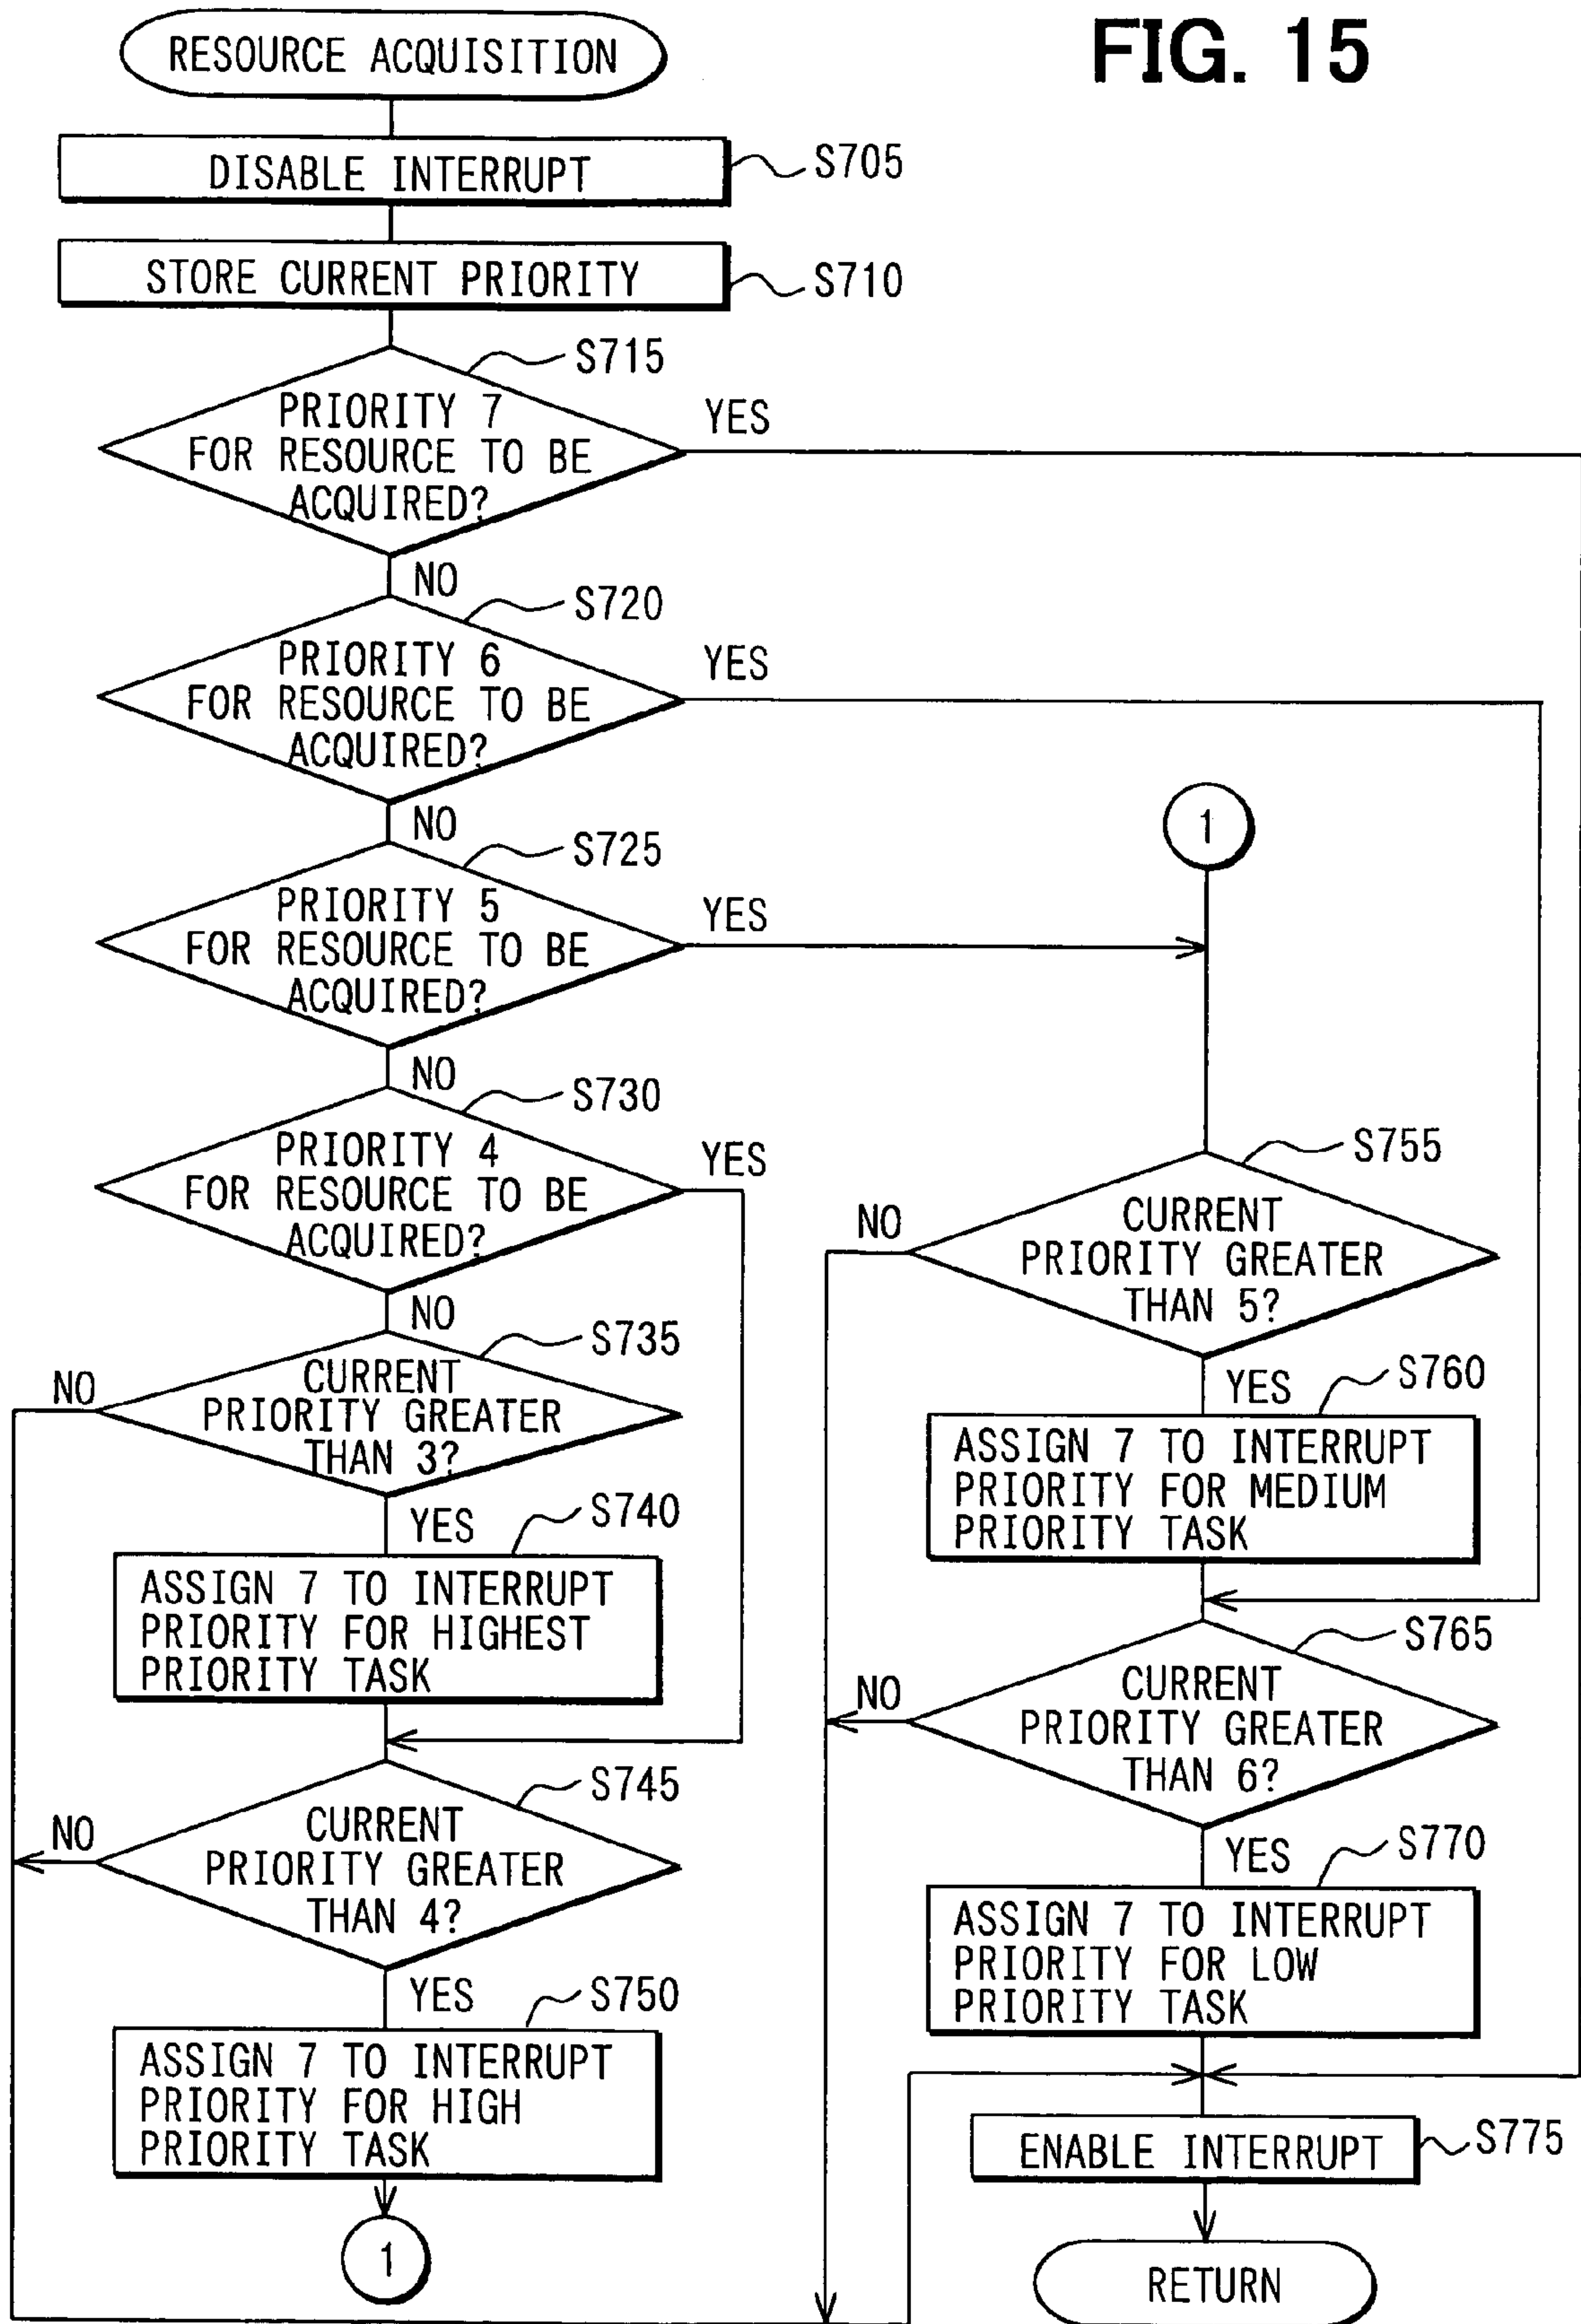 FIG. 15
RESOURCE ACQUISITION
DISABLE INTERRUPT
S705
STORE CURRENT PRIORITY
S710
S715
PRIORITY 7
FOR RESOURCE TO BE
ACQUIRED?
YES
NO
S720
PRIORITY 6
FOR RESOURCE TO BE
ACQUIRED?
YES
NO
S725
PRIORITY 5
FOR RESOURCE TO BE
ACQUIRED?
YES
NO
S730
PRIORITY 4
FOR RESOURCE TO BE
ACQUIRED?
YES
NO
S735
CURRENT
PRIORITY GREATER
THAN 3?
NO
YES
S740
ASSIGN 7 TO INTERRUPT
PRIORITY FOR HIGHEST
PRIORITY TASK
S745
CURRENT
PRIORITY GREATER
THAN 4?
NO
YES
S750
ASSIGN 7 TO INTERRUPT
PRIORITY FOR HIGH
PRIORITY TASK
1
1
S755
CURRENT
PRIORITY GREATER
THAN 5?
NO
YES
S760
ASSIGN 7 TO INTERRUPT
PRIORITY FOR MEDIUM
PRIORITY TASK
S765
CURRENT
PRIORITY GREATER
THAN 6?
NO
YES
S770
ASSIGN 7 TO INTERRUPT
PRIORITY FOR LOW
PRIORITY TASK
ENABLE INTERRUPT
S775
RETURN